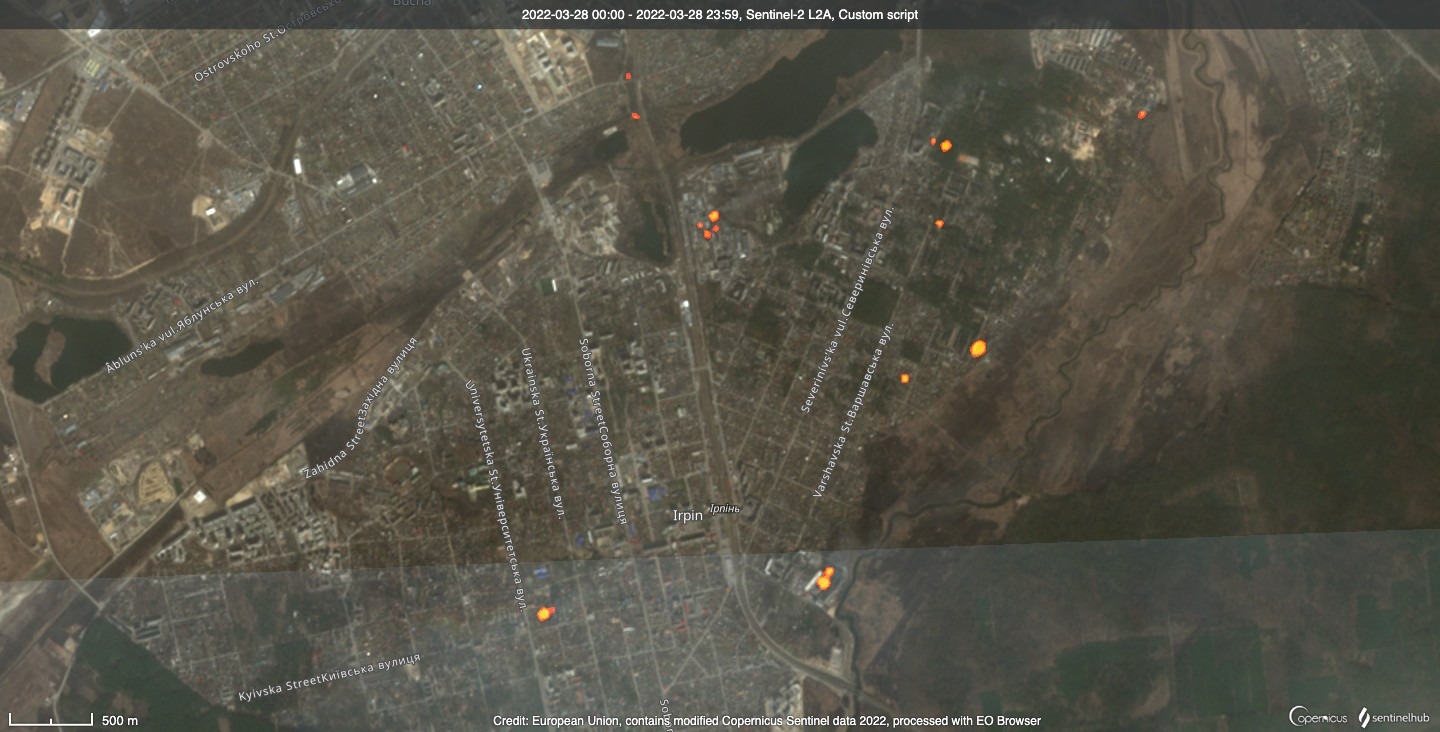 2022-03-28 00:00 - 2022-03-28 23:59, Sentinel-2 L2A, Custom script
Bucha
Ostrovskoho St.Островсько
Âbluns'ka vul.Яблунська вул.
Zahidna StreetЗахідна вулиця
Universytetska St.Університетська вул.
Ukrainska St.Українська вул.
Soborna StreetСоборна вулиця
Severinivs'ka vul.Северинівська вул.
Varshavska St.Варшавська вул.
Irpin Ірпінь
Kyivska StreetКиївська вулиця
500 m
Credit: European Union, contains modified Copernicus Sentinel data 2022, processed with EO Browser
Copernicus
sentinelhub